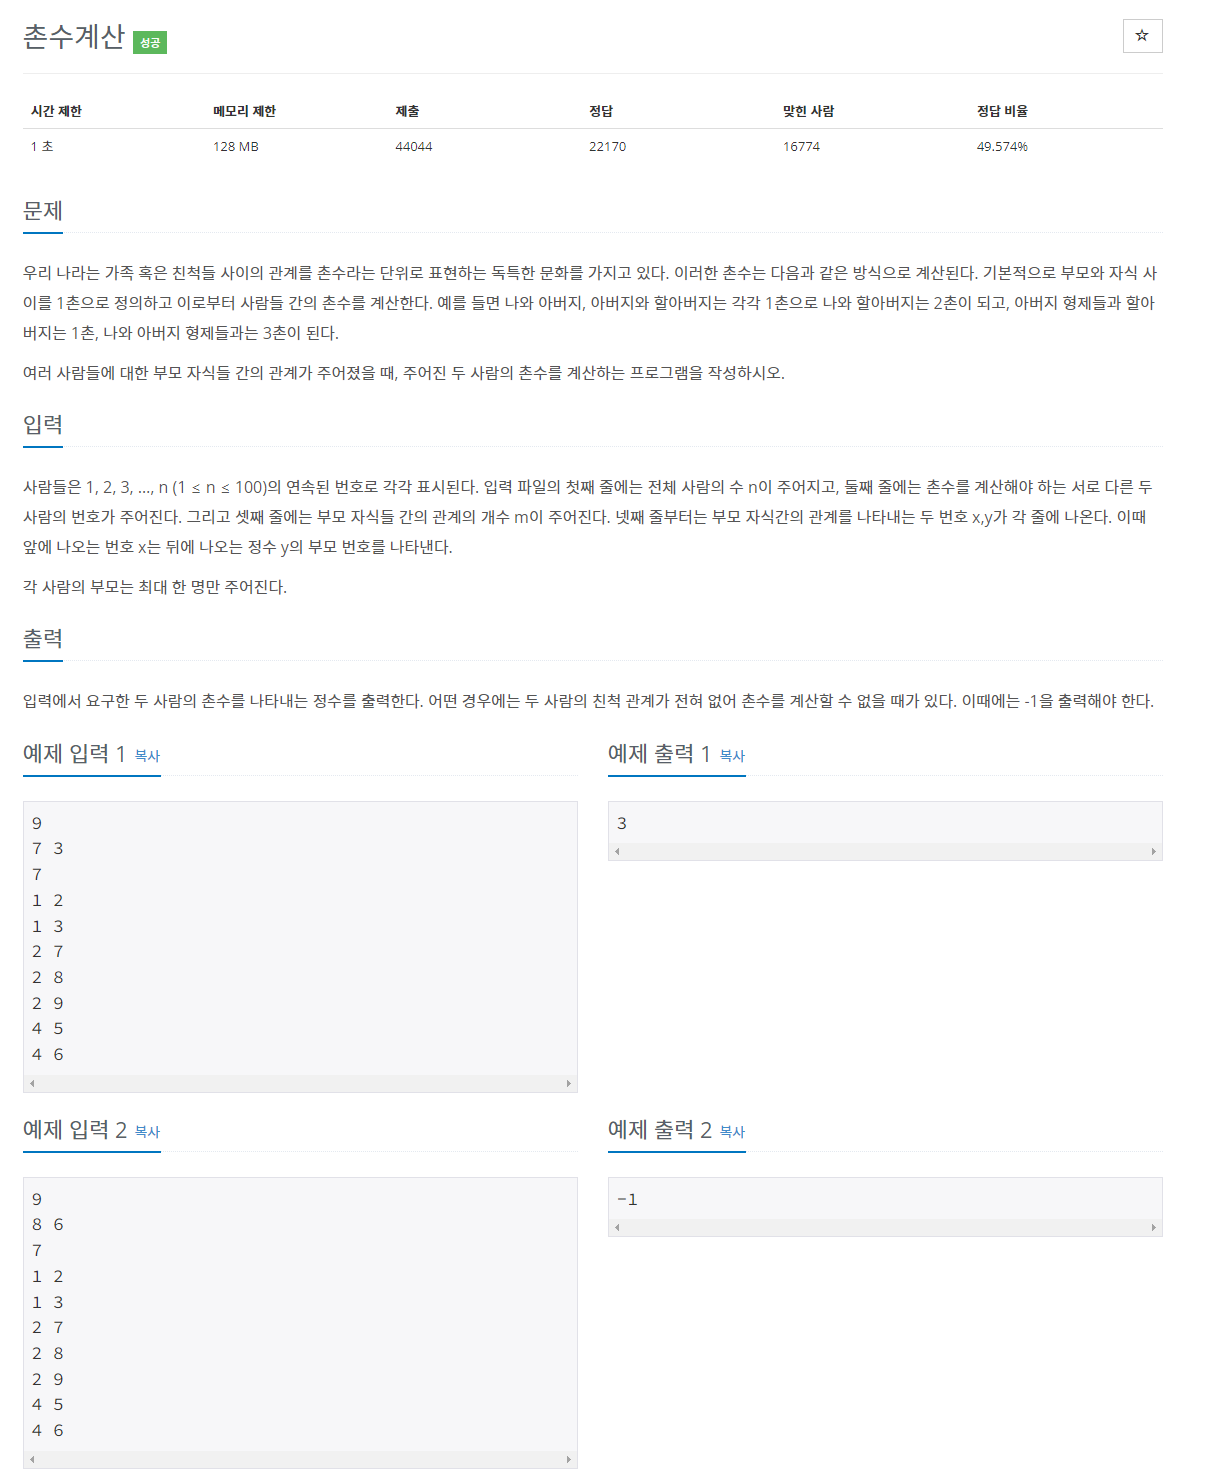 촌수계산 성공
☆
시간 제한 메모리 제한 제출 정답 맞힌 사람 정답 비율
1 초 128 MB 44044 22170 16774 49.574%
문제
우리 나라는 가족 혹은 친척들 사이의 관계를 촌수라는 단위로 표현하는 독특한 문화를 가지고 있다. 이러한 촌수는 다음과 같은 방식으로 계산된다. 기본적으로 부모와 자식 사
이를 1촌으로 정의하고 이로부터 사람들 간의 촌수를 계산한다. 예를 들면 나와 아버지, 아버지와 할아버지는 각각 1촌으로 나와 할아버지는 2촌이 되고, 아버지 형제들과 할아
버지는 1촌, 나와 아버지 형제들과는 3촌이 된다.
여러 사람들에 대한 부모 자식들 간의 관계가 주어졌을 때, 주어진 두 사람의 촌수를 계산하는 프로그램을 작성하시오.
입력
사람들은 1, 2, 3, …, n (1 ≤ n ≤ 100)의 연속된 번호로 각각 표시된다. 입력 파일의 첫째 줄에는 전체 사람의 수 n이 주어지고, 둘째 줄에는 촌수를 계산해야 하는 서로 다른 두
사람의 번호가 주어진다. 그리고 셋째 줄에는 부모 자식들 간의 관계의 개수 m이 주어진다. 넷째 줄부터는 부모 자식간의 관계를 나타내는 두 번호 x,y가 각 줄에 나온다. 이때
앞에 나오는 번호 x는 뒤에 나오는 정수 y의 부모 번호를 나타낸다.
각 사람의 부모는 최대 한 명만 주어진다.
출력
입력에서 요구한 두 사람의 촌수를 나타내는 정수를 출력한다. 어떤 경우에는 두 사람의 친척 관계가 전혀 없어 촌수를 계산할 수 없을 때가 있다. 이때에는 -1을 출력해야 한다.
예제 입력 1 복사
9
7 3
7
1 2
1 3
2 7
2 8
2 9
4 5
4 6
예제 출력 1 복사
3
예제 입력 2 복사
9
8 6
7
1 2
1 3
2 7
2 8
2 9
4 5
4 6
예제 출력 2 복사
-1